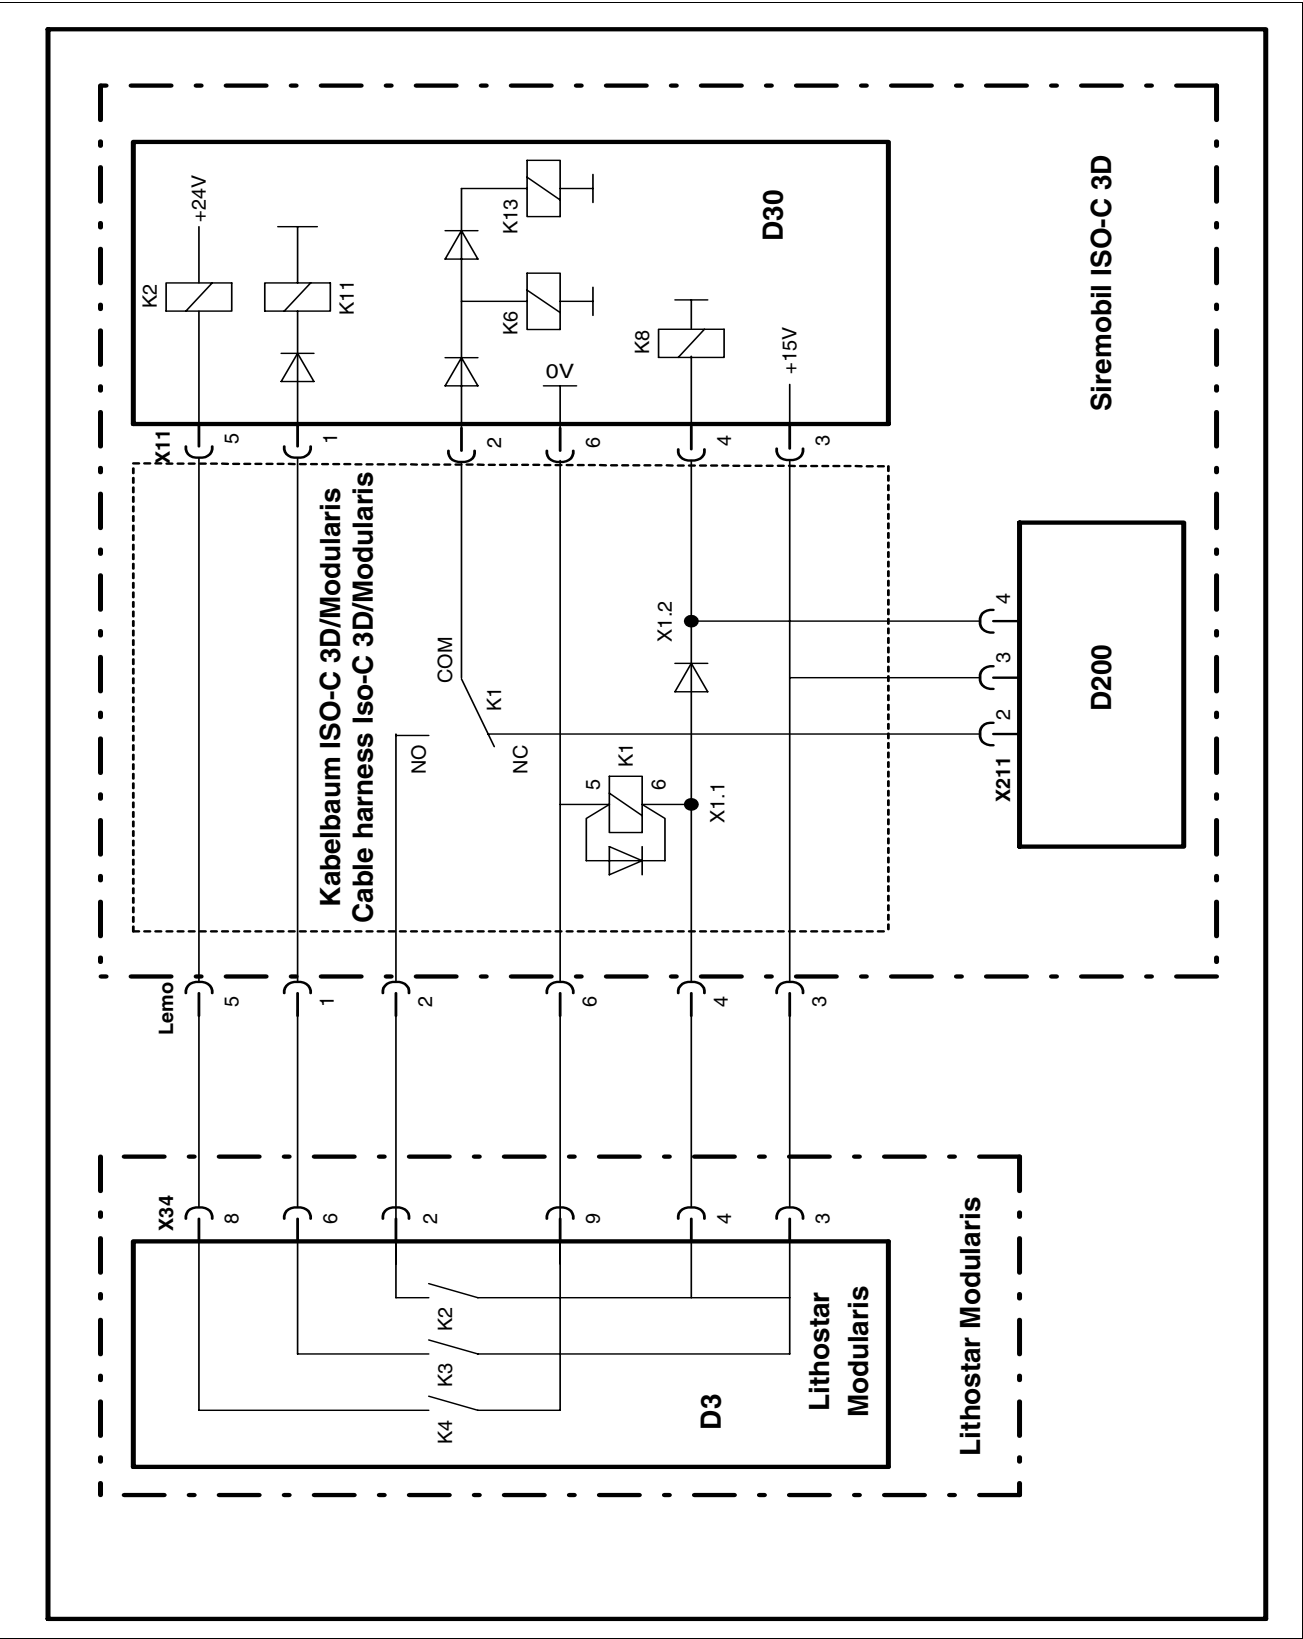 Lithostar Modularis
D3
Lithostar
Modularis
K4
K3
K2
X34
8
6
2
9
4
3
Lemo
5
1
2
6
4
3
Kabelbaum ISO-C 3D/Modularis
Cable harness Iso-C 3D/Modularis
NO
NC
COM
K1
5
6
K1
X1.1
X1.2
X11
5
1
2
6
4
3
K2
+24V
K11
K6
K13
0V
K8
+15V
D30
X211
2
3
4
D200
Siremobil ISO-C 3D